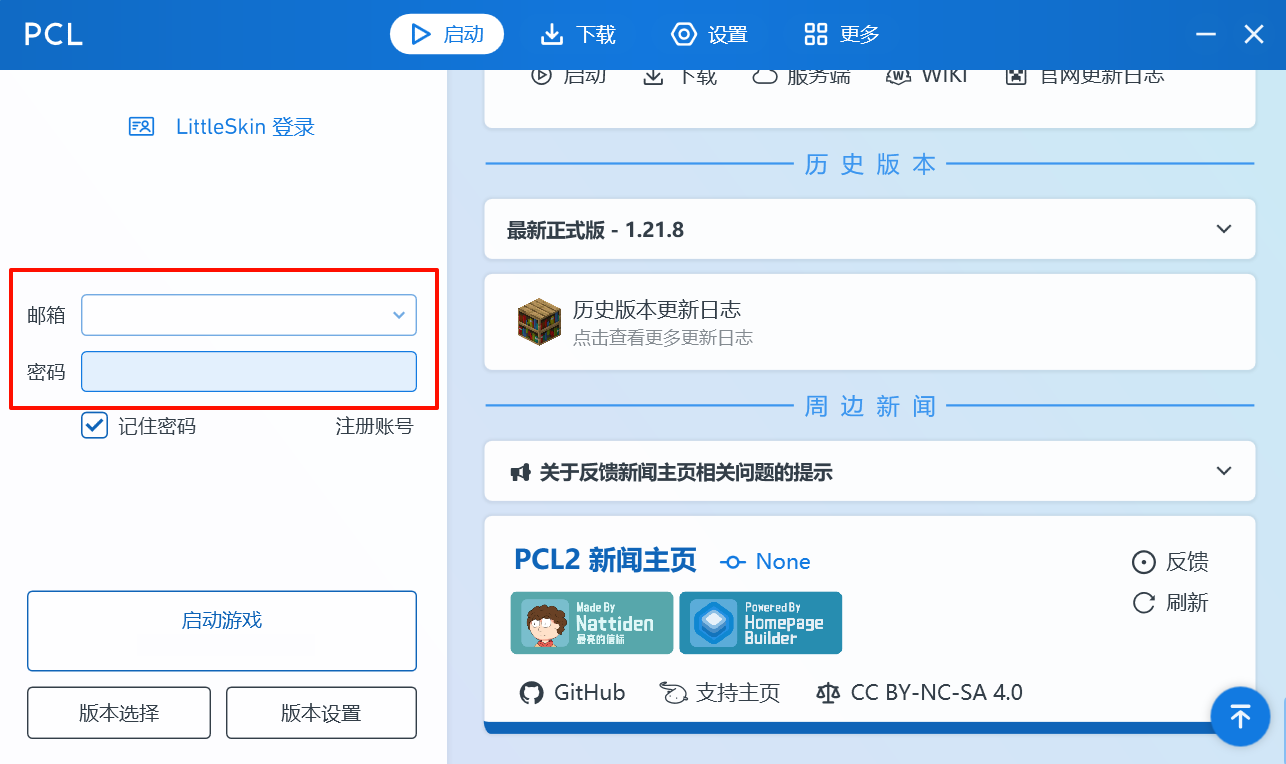 PCL
启动
下载
设置
更多
启动
下载
服务端
WIKI
官网更新日志
LittleSkin 登录
邮箱
密码
记住密码
注册账号
启动游戏
版本选择
版本设置
历史版本
最新正式版 - 1.21.8
历史版本更新日志
点击查看更多更新日志
周边新闻
关于反馈新闻主页相关问题的提示
PCL2 新闻主页
None
反馈
刷新
Made By
Nattiden
最亮的信标
Powered By
Homepage
Builder
GitHub
支持主页
CC BY-NC-SA 4.0